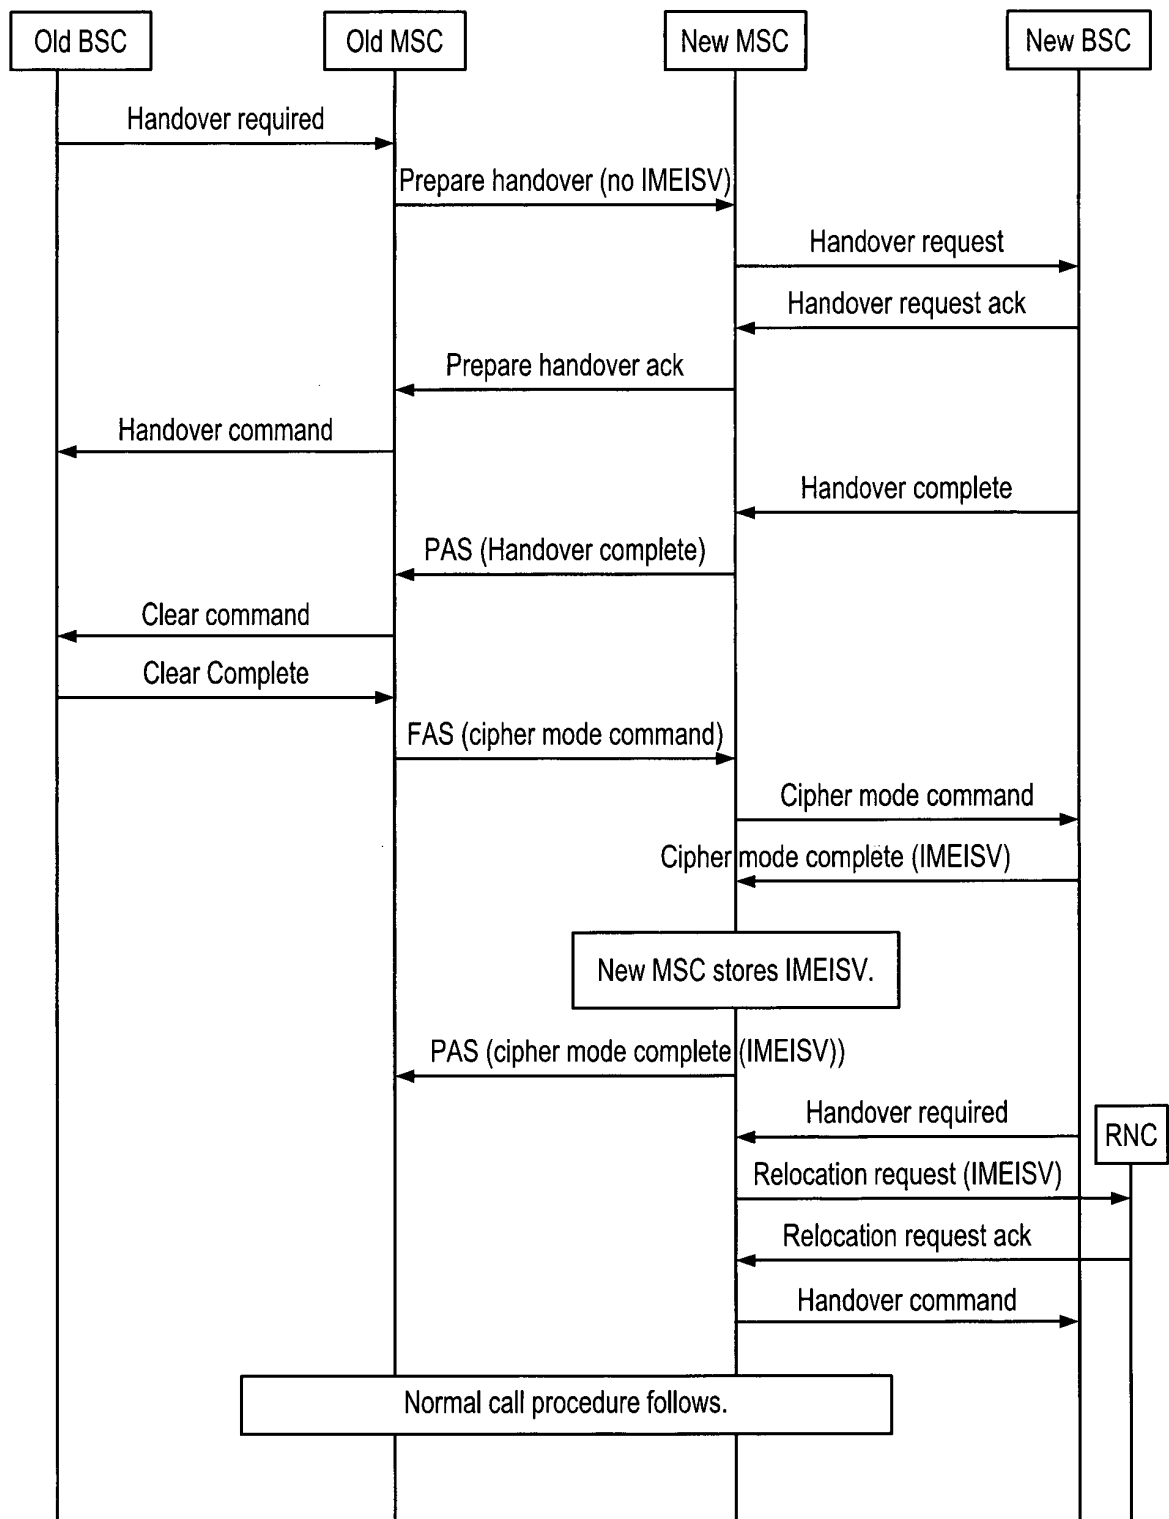 Old BSC
Old MSC
New MSC
New BSC
Handover required
Prepare handover (no IMEISV)
Handover request
Handover request ack
Prepare handover ack
Handover command
Handover complete
PAS (Handover complete)
Clear command
Clear Complete
FAS (cipher mode command)
Cipher mode command
Cipher mode complete (IMEISV)
New MSC stores IMEISV.
PAS (cipher mode complete (IMEISV))
Handover required
RNC
Relocation request (IMEISV)
Relocation request ack
Handover command
Normal call procedure follows.